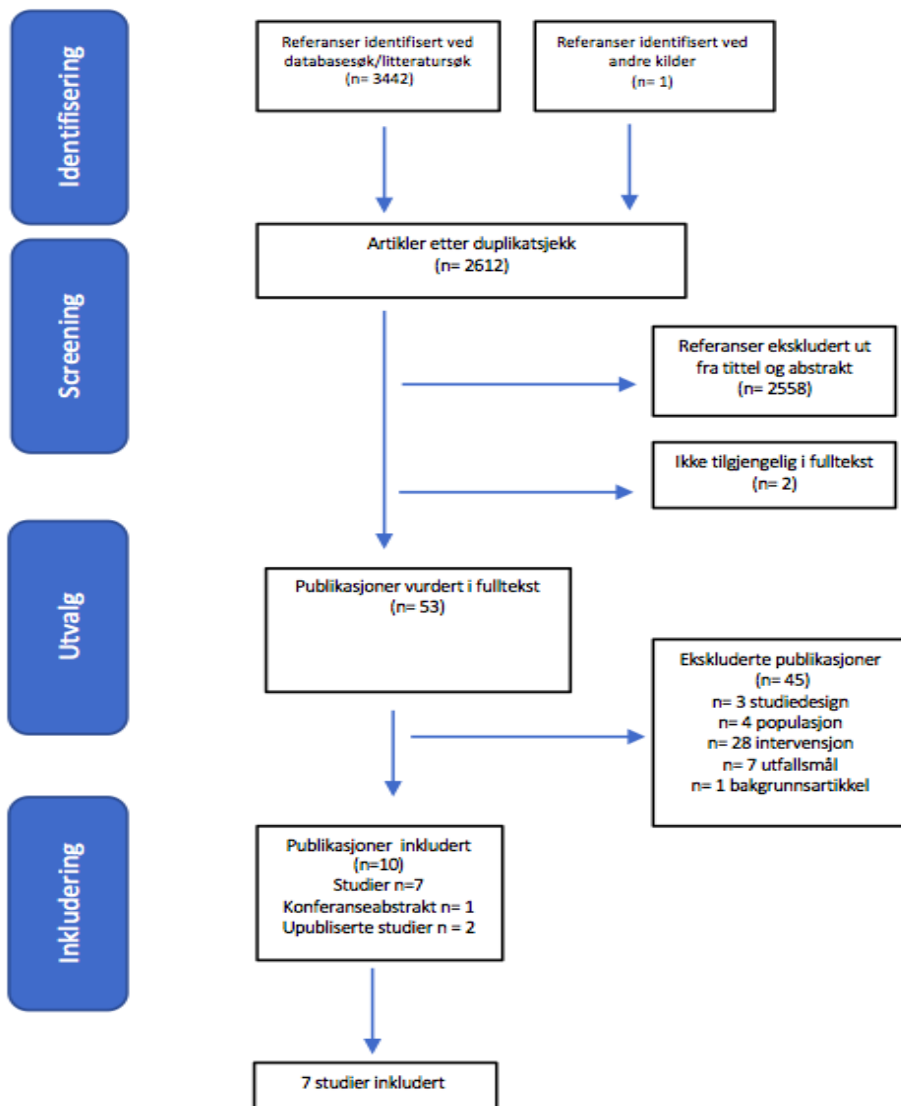 Identifisering
Referanser identifisert ved
databasesøk/litteratursøk
(n= 3442)
Referanser identifisert ved
andre kilder
(n= 1)
Artikler etter duplikatsjekk
(n= 2612)
Screening
Referanser ekskludert ut
fra tittel og abstrakt
(n= 2558)
Ikke tilgjengelig i fulltekst
(n= 2)
Utvalg
Publikasjoner vurdert i fulltekst
(n= 53)
Ekskluderte publikasjoner
(n= 45)
n= 3 studiedesign
n= 4 populasjon
n= 28 intervensjon
n= 7 utfallsmål
n= 1 bakgrunnsartikkel
Inkludering
Publikasjoner inkludert
(n=10)
Studier n=7
Konferanseabstrakt n= 1
Upubliserte studier n = 2
7 studier inkludert